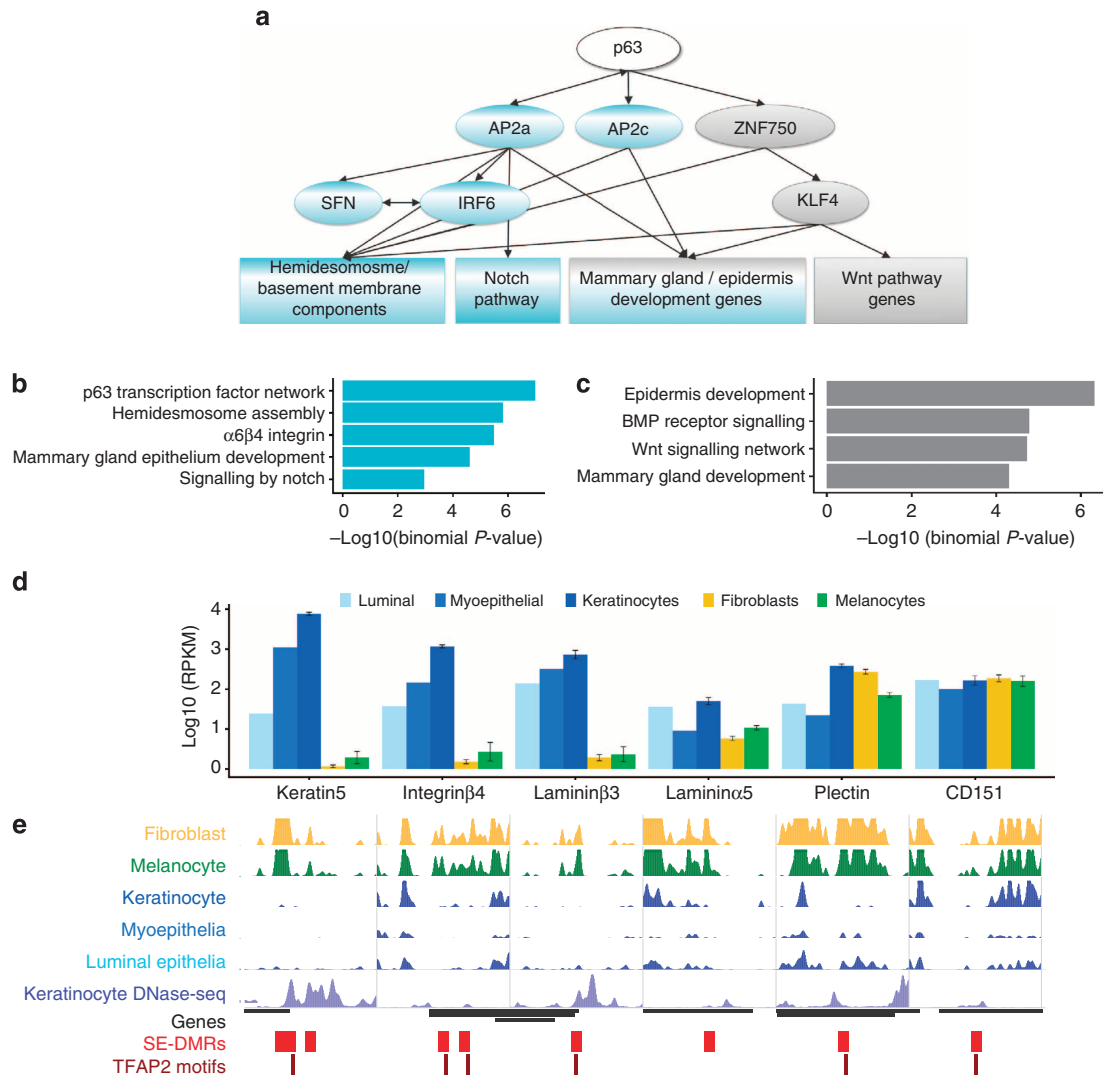 a
p63
AP2a
AP2c
ZNF750
SFN
IRF6
KLF4
Hemidesomosme/
basement membrane
components
Notch
pathway
Mammary gland / epidermis
development genes
Wnt pathway
genes
b
p63 transcription factor network
Hemidesmosome assembly
α6β4 integrin
Mammary gland epithelium development
Signalling by notch
0 2 4 6
–Log10(binomial P-value)
c
Epidermis development
BMP receptor signalling
Wnt signalling network
Mammary gland development
0 2 4 6
–Log10 (binomial P-value)
d
Luminal Myoepithelial Keratinocytes Fibroblasts Melanocytes
Log10 (RPKM)
4
3
2
1
0
Keratin5 Integrinβ4 Lamininβ3 Lamininα5 Plectin CD151
e
Fibroblast
Melanocyte
Keratinocyte
Myoepithelia
Luminal epithelia
Keratinocyte DNase-seq
Genes
SE-DMRs
TFAP2 motifs